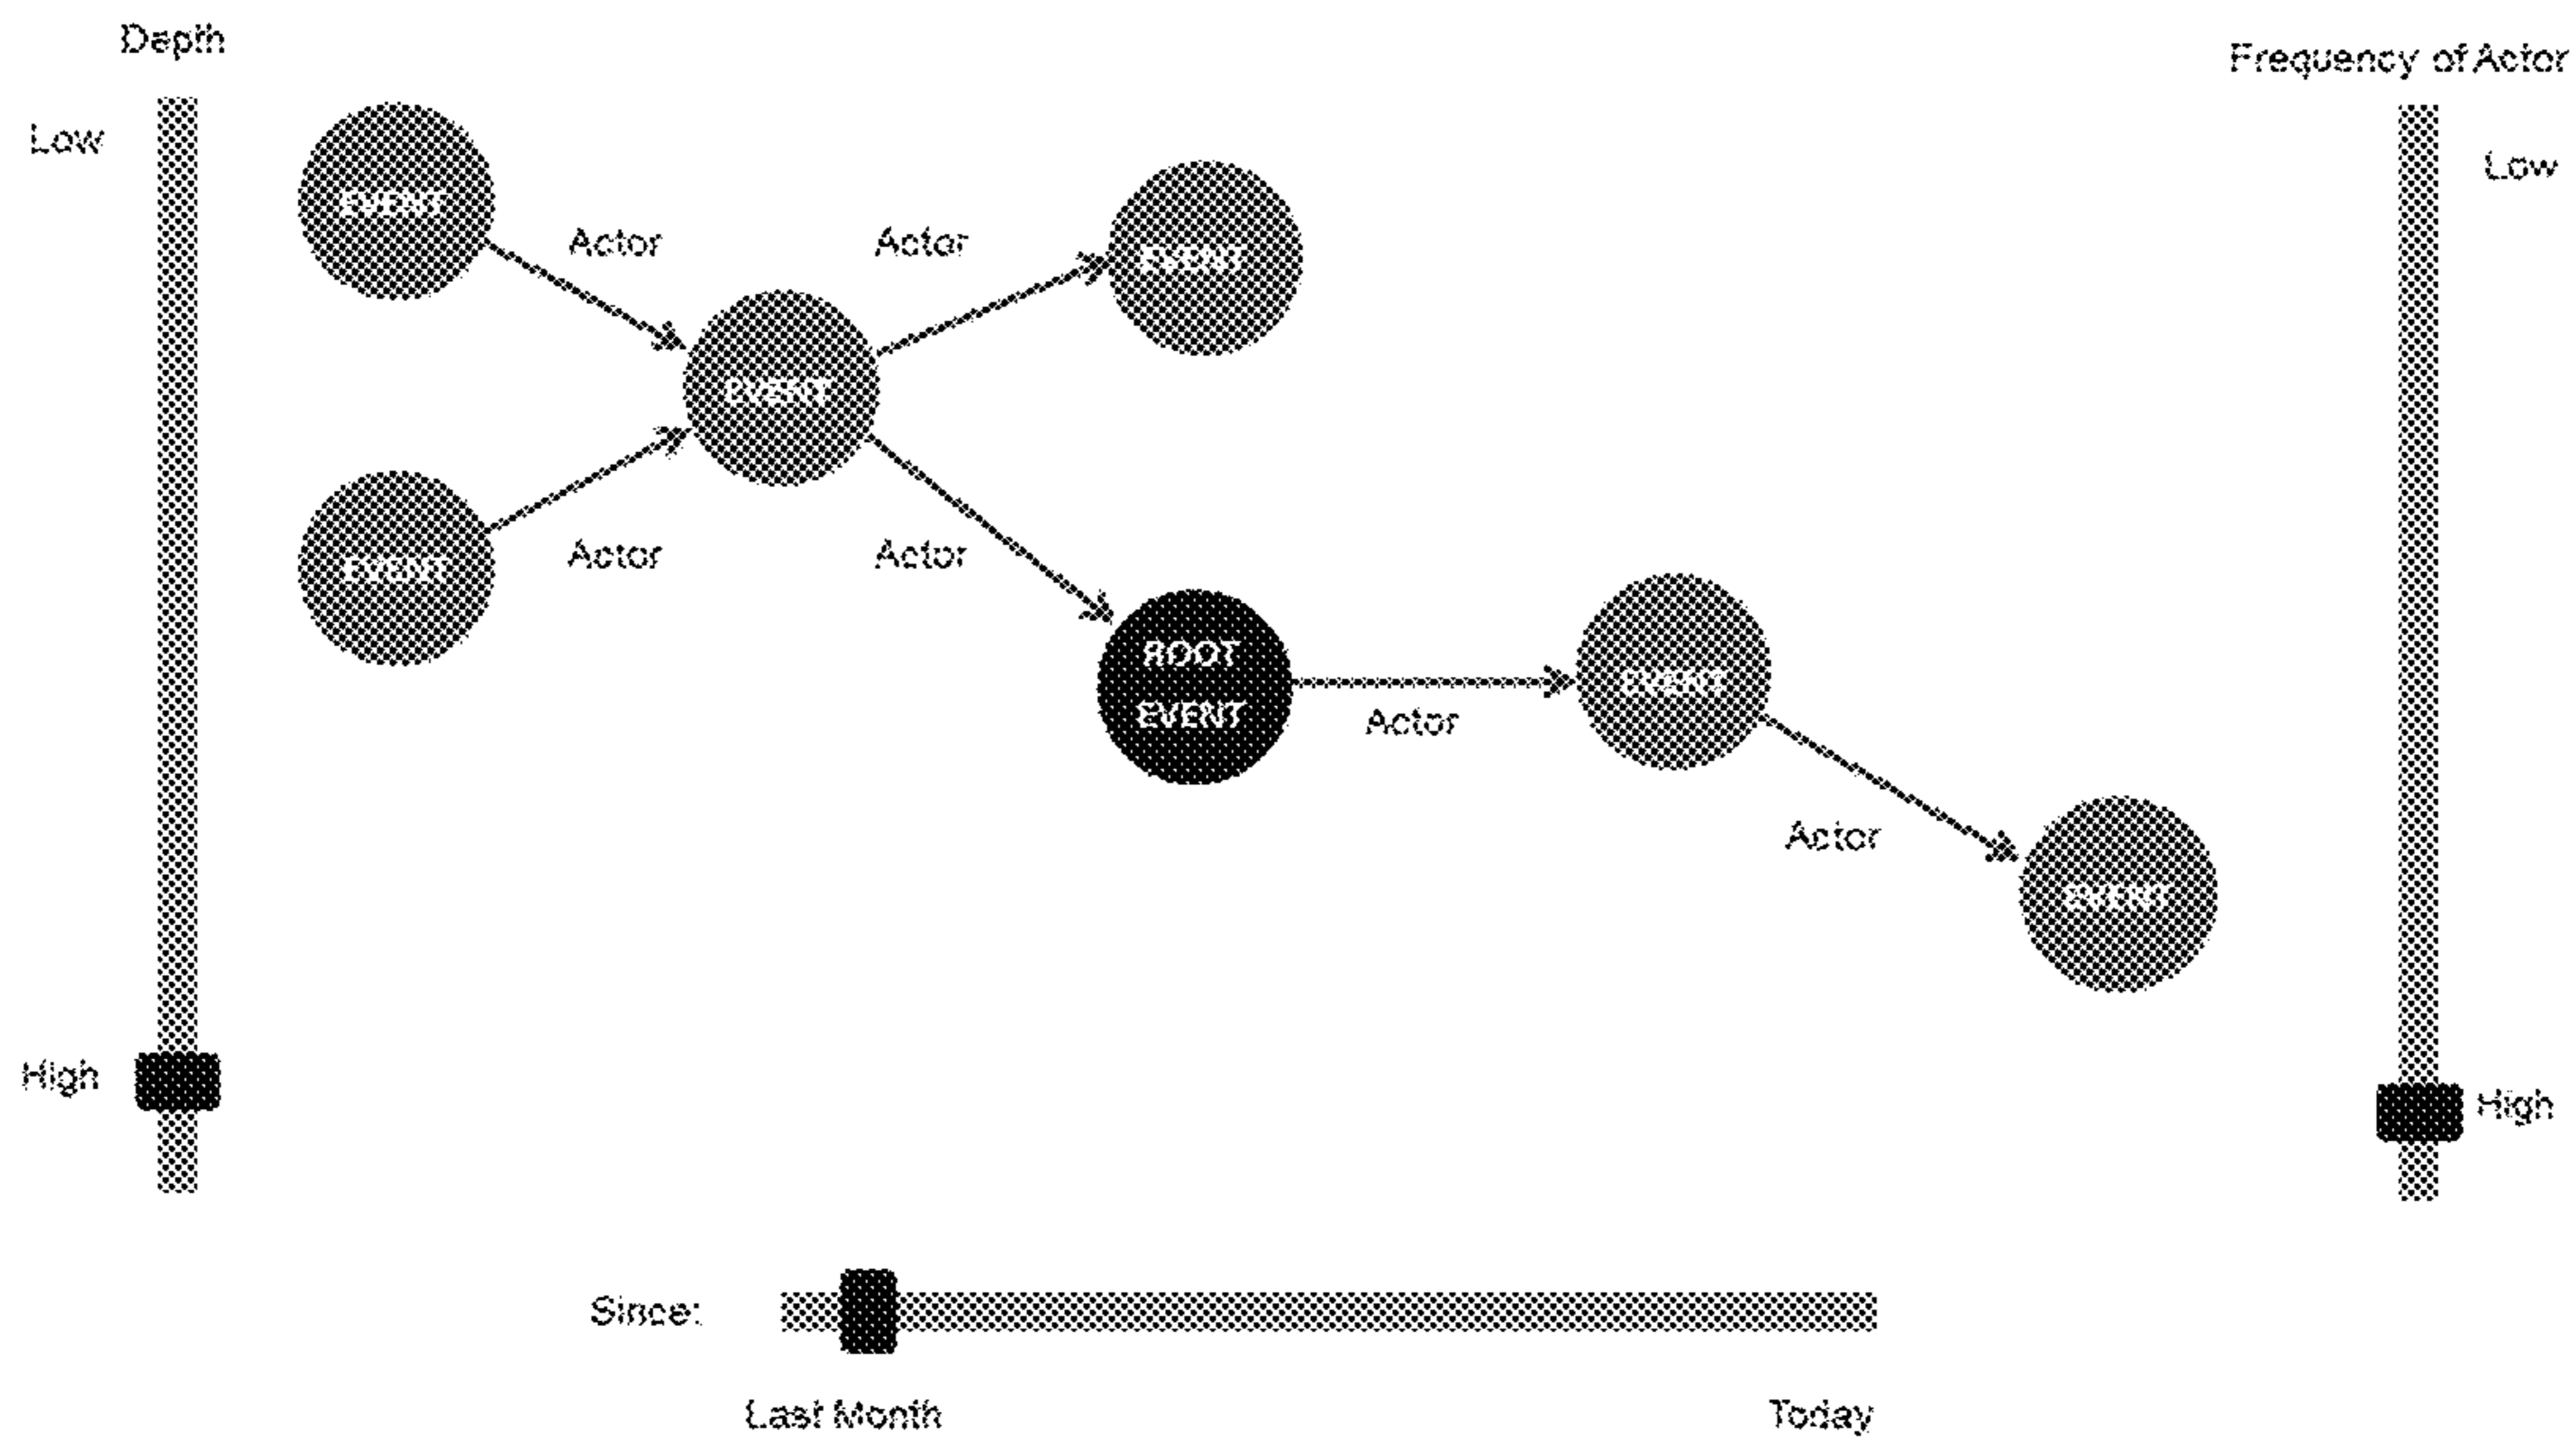 Depth
Frequency of Actor
Low
Low
EVENT
Actor
Actor
EVENT
EVENT
EVENT
Actor
Actor
ROOT
EVENT
EVENT
Actor
Actor
EVENT
High
High
Since:
Last Month
Today